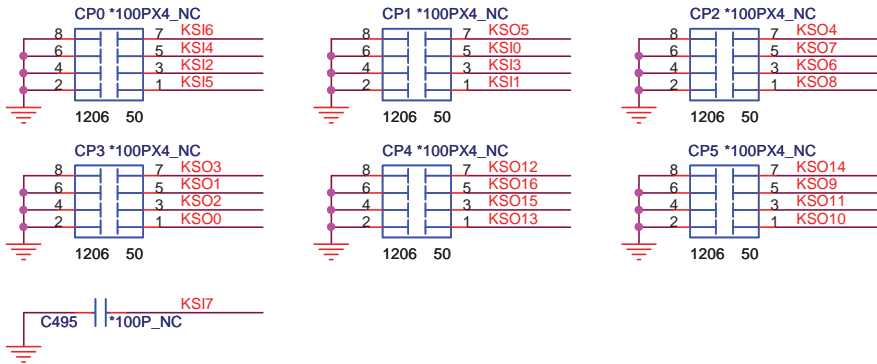 CP0 *100PX4_NC
8 7 KSI6
6 5 KSI4
4 3 KSI2
2 1 KSI5
1206 50
CP1 *100PX4_NC
8 7 KSO5
6 5 KSI0
4 3 KSI3
2 1 KSI1
1206 50
CP2 *100PX4_NC
8 7 KSO4
6 5 KSO7
4 3 KSO6
2 1 KSO8
1206 50
CP3 *100PX4_NC
8 7 KSO3
6 5 KSO1
4 3 KSO2
2 1 KSO0
1206 50
CP4 *100PX4_NC
8 7 KSO12
6 5 KSO16
4 3 KSO15
2 1 KSO13
1206 50
CP5 *100PX4_NC
8 7 KSO14
6 5 KSO9
4 3 KSO11
2 1 KSO10
1206 50
KSI7
C495 *100P_NC